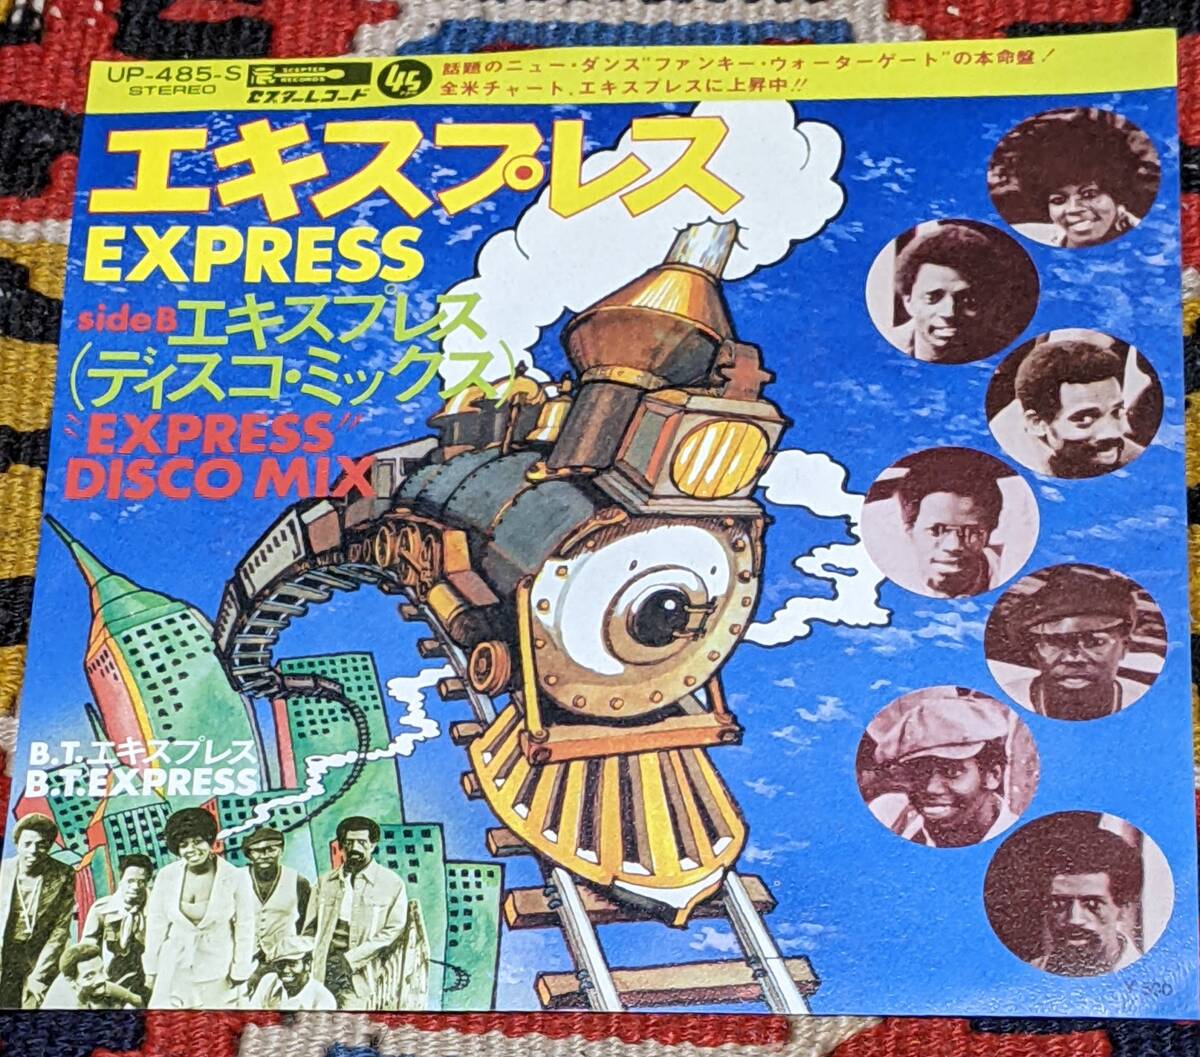 UP-485-S
STEREO
SCEPTER
RECORDS
セプターレコード
45
話題のニュー・ダンス"ファンキー・ウォーターゲート"の本命盤!
全米チャート、エキスプレスに上昇中!!
エキスプレス
EXPRESS
side B エキスプレス
(ディスコ・ミックス)
"EXPRESS"
DISCO MIX
B.T.エキスプレス
B.T.EXPRESS